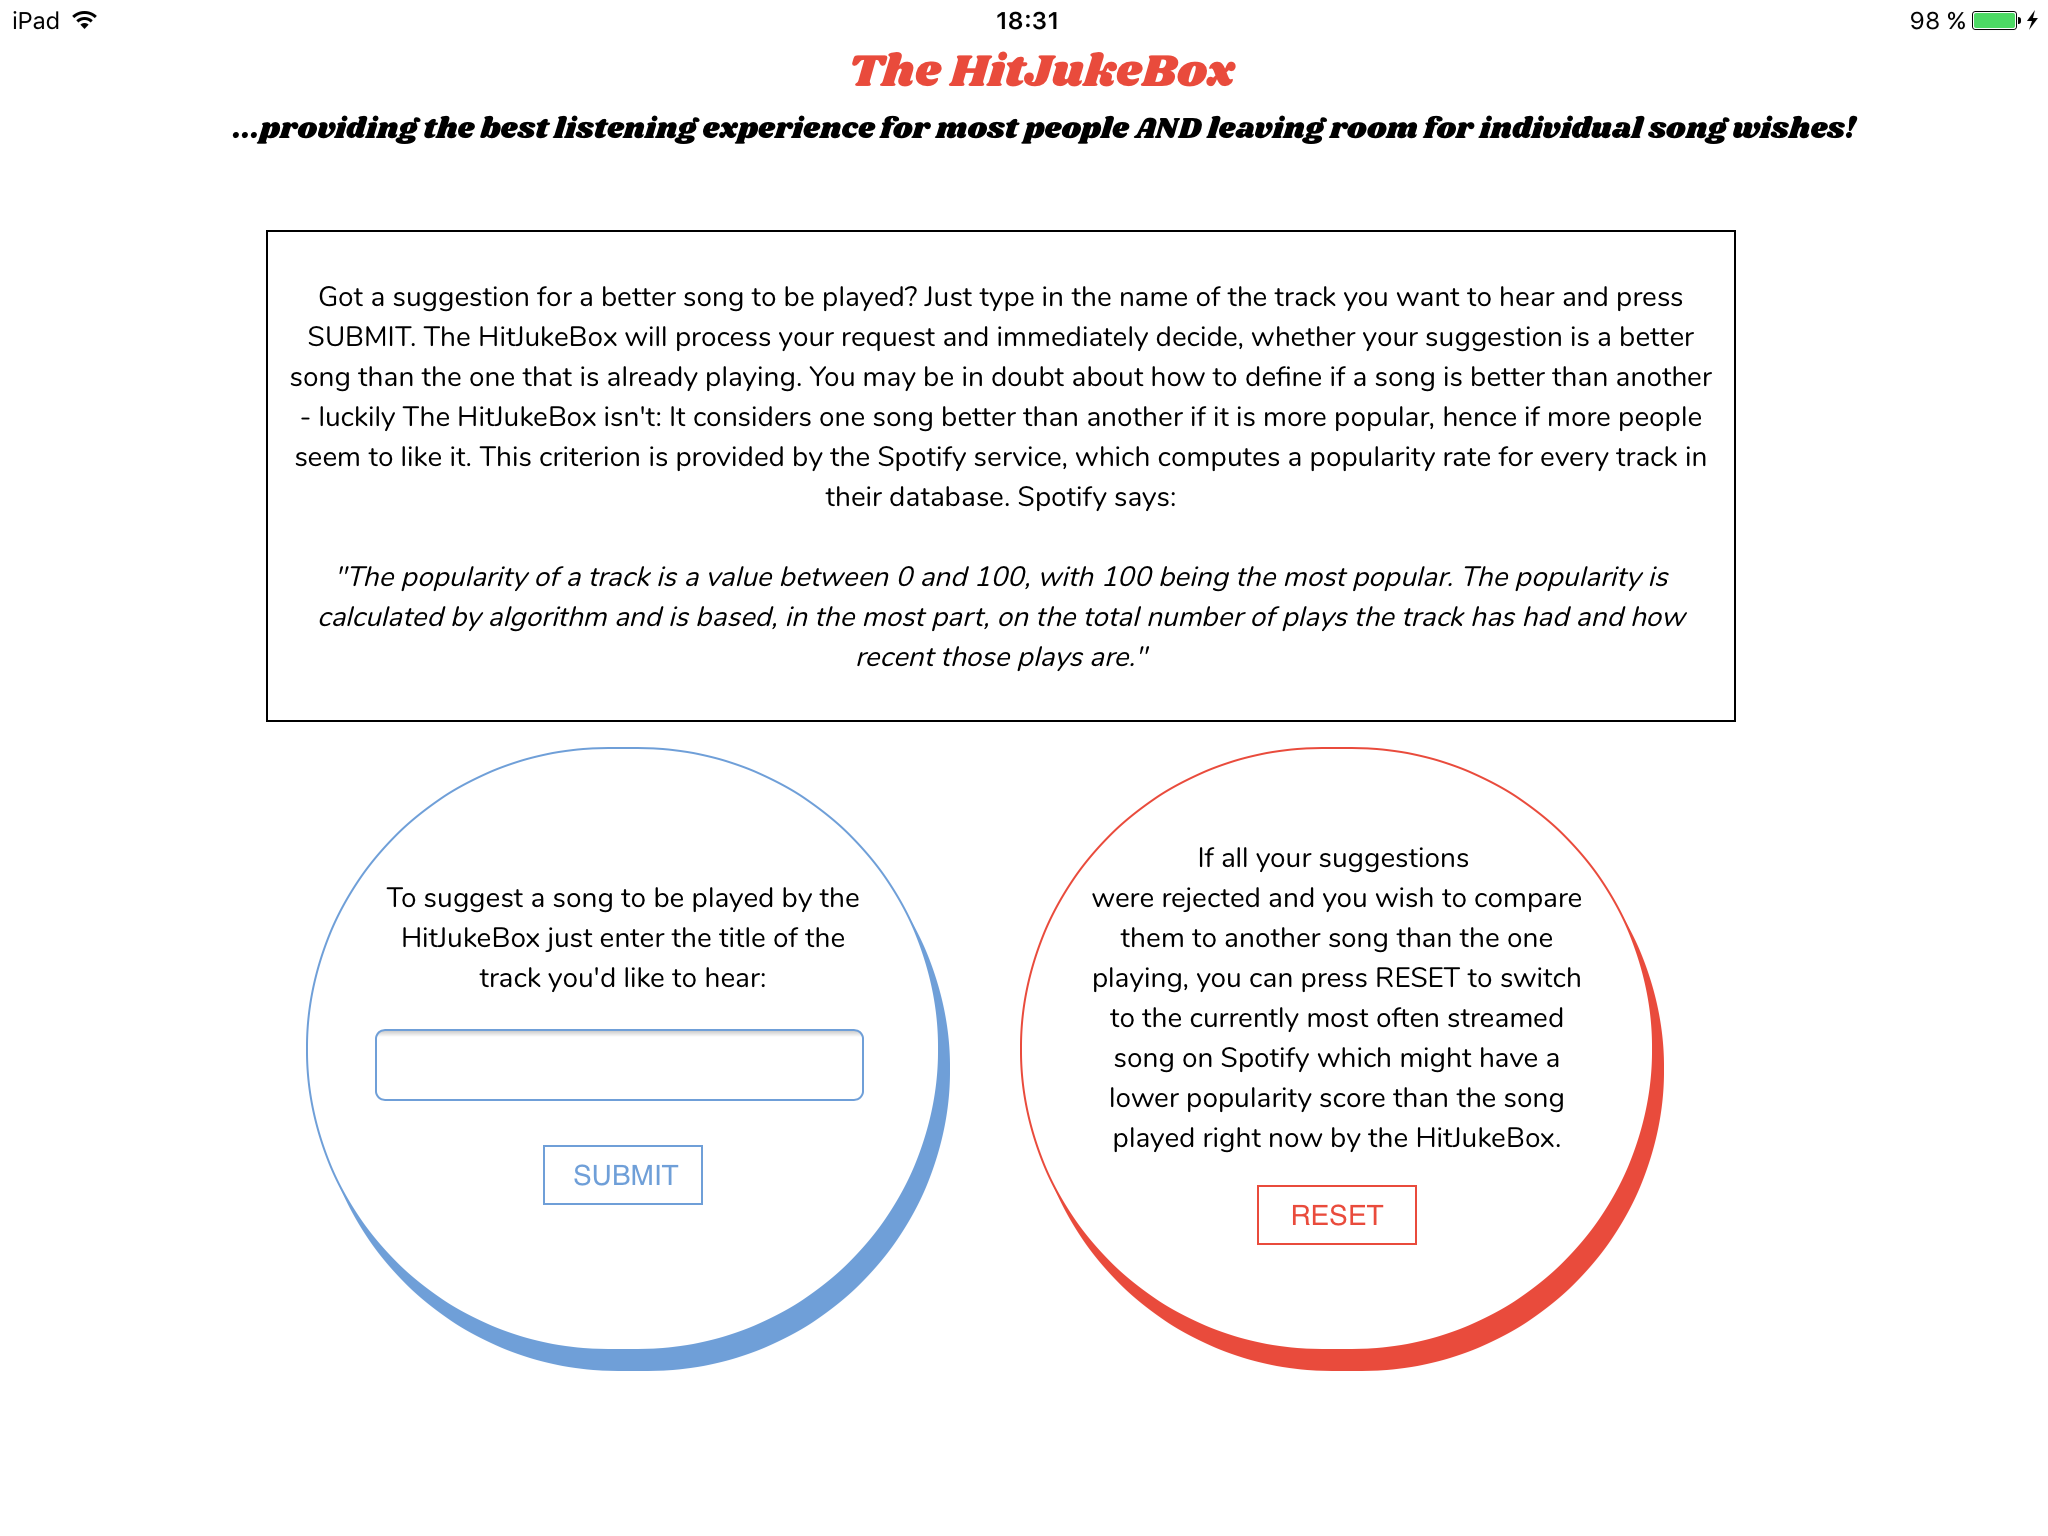 iPad 18:31 98 %
The HitJukeBox
...providing the best listening experience for most people AND leaving room for individual song wishes!
Got a suggestion for a better song to be played? Just type in the name of the track you want to hear and press
SUBMIT. The HitJukeBox will process your request and immediately decide, whether your suggestion is a better
song than the one that is already playing. You may be in doubt about how to define if a song is better than another
- luckily The HitJukeBox isn't: It considers one song better than another if it is more popular, hence if more people
seem to like it. This criterion is provided by the Spotify service, which computes a popularity rate for every track in
their database. Spotify says:
"The popularity of a track is a value between 0 and 100, with 100 being the most popular. The popularity is
calculated by algorithm and is based, in the most part, on the total number of plays the track has had and how
recent those plays are."
To suggest a song to be played by the
HitJukeBox just enter the title of the
track you'd like to hear:
SUBMIT
If all your suggestions
were rejected and you wish to compare
them to another song than the one
playing, you can press RESET to switch
to the currently most often streamed
song on Spotify which might have a
lower popularity score than the song
played right now by the HitJukeBox.
RESET